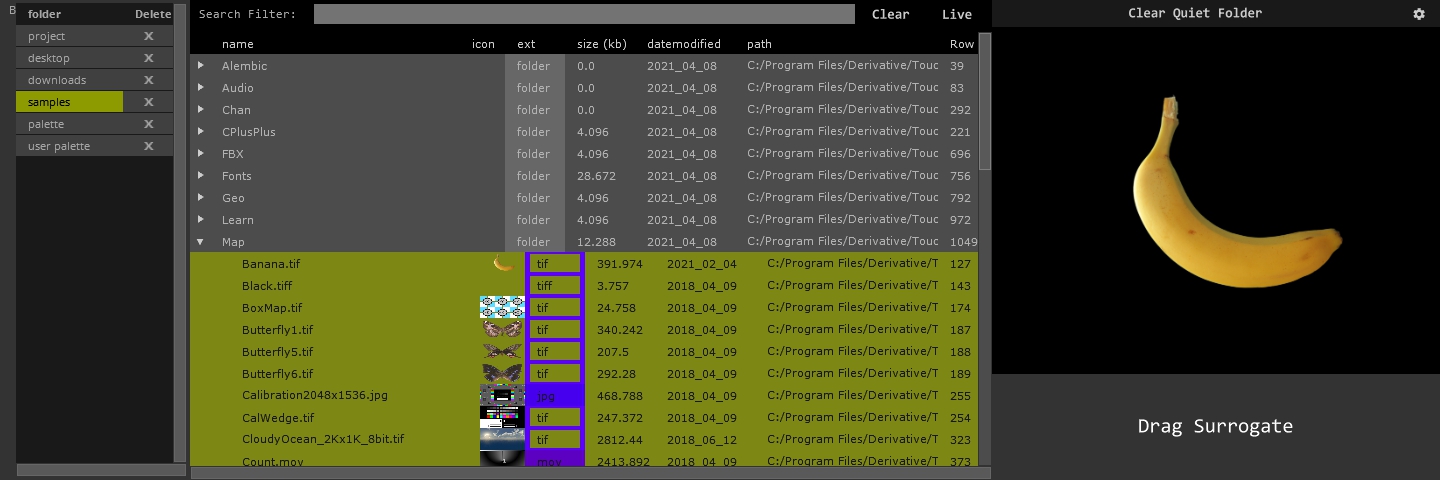 B folder Delete
project X
desktop X
downloads X
samples X
palette X
user palette X
Search Filter: Clear Live
name icon ext size (kb) datemodified path Row
Alembic folder 0.0 2021_04_08 C:/Program Files/Derivative/Touc 39
Audio folder 0.0 2021_04_08 C:/Program Files/Derivative/Touc 83
Chan folder 0.0 2021_04_08 C:/Program Files/Derivative/Touc 292
CPlusPlus folder 4.096 2021_04_08 C:/Program Files/Derivative/Touc 221
FBX folder 4.096 2021_04_08 C:/Program Files/Derivative/Touc 696
Fonts folder 28.672 2021_04_08 C:/Program Files/Derivative/Touc 756
Geo folder 4.096 2021_04_08 C:/Program Files/Derivative/Touc 792
Learn folder 4.096 2021_04_08 C:/Program Files/Derivative/Touc 972
Map folder 12.288 2021_04_08 C:/Program Files/Derivative/Touc 1049
Banana.tif tif 391.974 2021_02_04 C:/Program Files/Derivative/T 127
Black.tiff tiff 3.757 2018_04_09 C:/Program Files/Derivative/T 143
BoxMap.tif tif 24.758 2018_04_09 C:/Program Files/Derivative/T 174
Butterfly1.tif tif 340.242 2018_04_09 C:/Program Files/Derivative/T 187
Butterfly5.tif tif 207.5 2018_04_09 C:/Program Files/Derivative/T 188
Butterfly6.tif tif 292.28 2018_04_09 C:/Program Files/Derivative/T 189
Calibration2048x1536.jpg jpg 468.788 2018_04_09 C:/Program Files/Derivative/T 255
CalWedge.tif tif 247.372 2018_04_09 C:/Program Files/Derivative/T 254
CloudyOcean_2Kx1K_8bit.tif tif 2812.44 2018_06_12 C:/Program Files/Derivative/T 323
Count.mov mov 2413.892 2018_04_09 C:/Program Files/Derivative/T 373
Clear Quiet Folder
Drag Surrogate